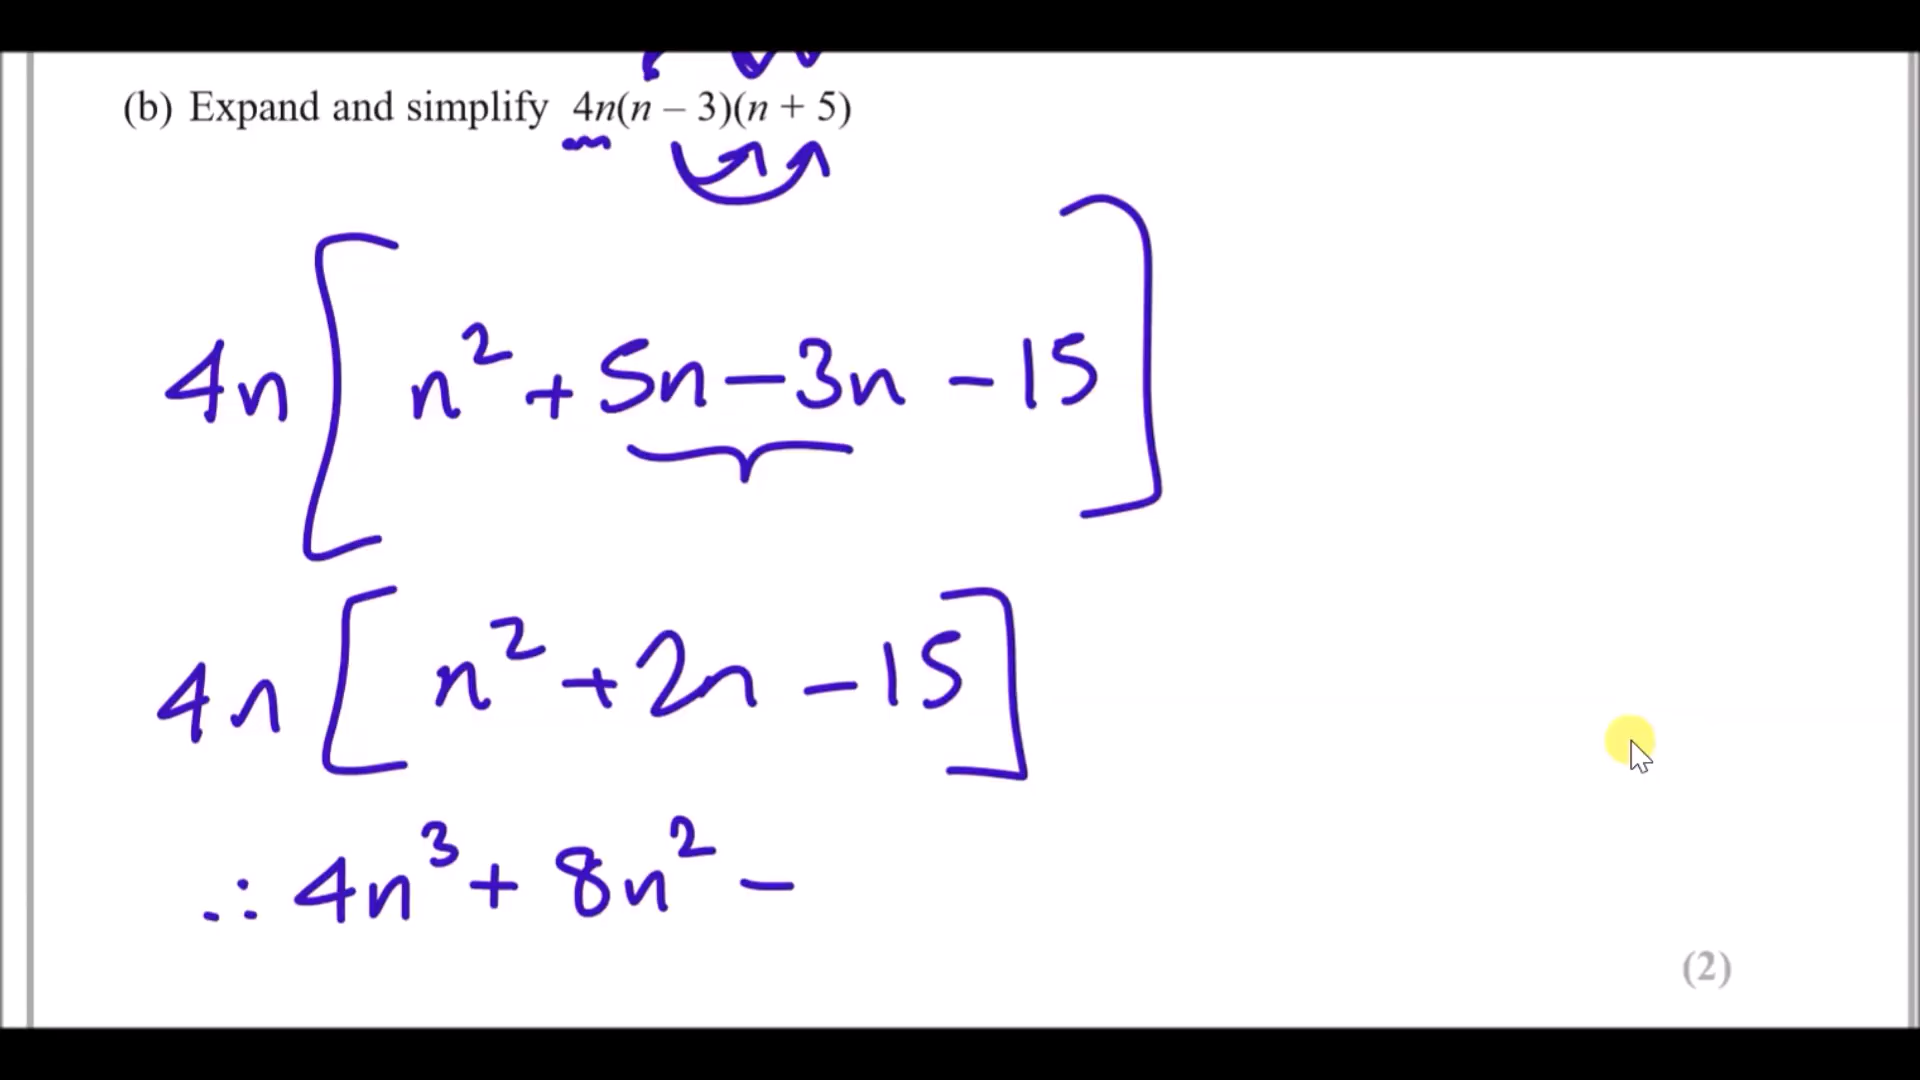 (b) Expand and simplify 4n(n – 3)(n + 5)
4n[n² + 5n – 3n – 15]
4n[n² + 2n – 15]
∴ 4n³ + 8n² –
(2)